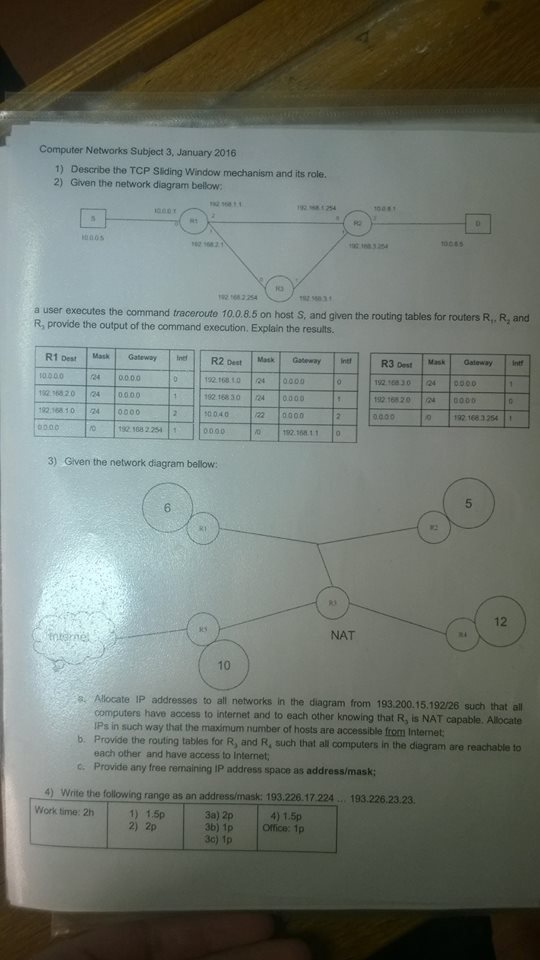 Computer Networks Subject 3, January 2016
1) Describe the TCP Sliding Window mechanism and its role.
2) Given the network diagram bellow:
192.168.1.1 192.168.1.254
10.0.0.1 10.0.8.1
S 0 R1 2 0 R2 2 D
10.0.0.5 1 1 10.0.8.5
192.168.2.1 192.168.3.254
0 R3 1
192.168.2.254 192.168.3.1
a user executes the command traceroute 10.0.8.5 on host S, and given the routing tables for routers R1, R2 and
R3 provide the output of the command execution. Explain the results.
R1 Dest Mask Gateway Intf
10.0.0.0 /24 0.0.0.0 0
192.168.2.0 /24 0.0.0.0 1
192.168.1.0 /24 0.0.0.0 2
0.0.0.0 /0 192.168.2.254 1
R2 Dest Mask Gateway Intf
192.168.1.0 /24 0.0.0.0 0
192.168.3.0 /24 0.0.0.0 1
10.0.4.0 /22 0.0.0.0 2
0.0.0.0 /0 192.168.1.1 0
R3 Dest Mask Gateway Intf
192.168.3.0 /24 0.0.0.0 1
192.168.2.0 /24 0.0.0.0 0
0.0.0.0 /0 192.168.3.254 1
3) Given the network diagram bellow:
6 R1
5 R2
R3
NAT
12 R4
R5
10
Internet
a. Allocate IP addresses to all networks in the diagram from 193.200.15.192/26 such that all
computers have access to internet and to each other knowing that R3 is NAT capable. Allocate
IPs in such way that the maximum number of hosts are accessible from Internet;
b. Provide the routing tables for R3 and R4 such that all computers in the diagram are reachable to
each other and have access to Internet;
c. Provide any free remaining IP address space as address/mask;
4) Write the following range as an address/mask: 193.226.17.224 ... 193.226.23.23.
Work time: 2h
1) 1.5p
2) 2p
3a) 2p
3b) 1p
3c) 1p
4) 1.5p
Office: 1p